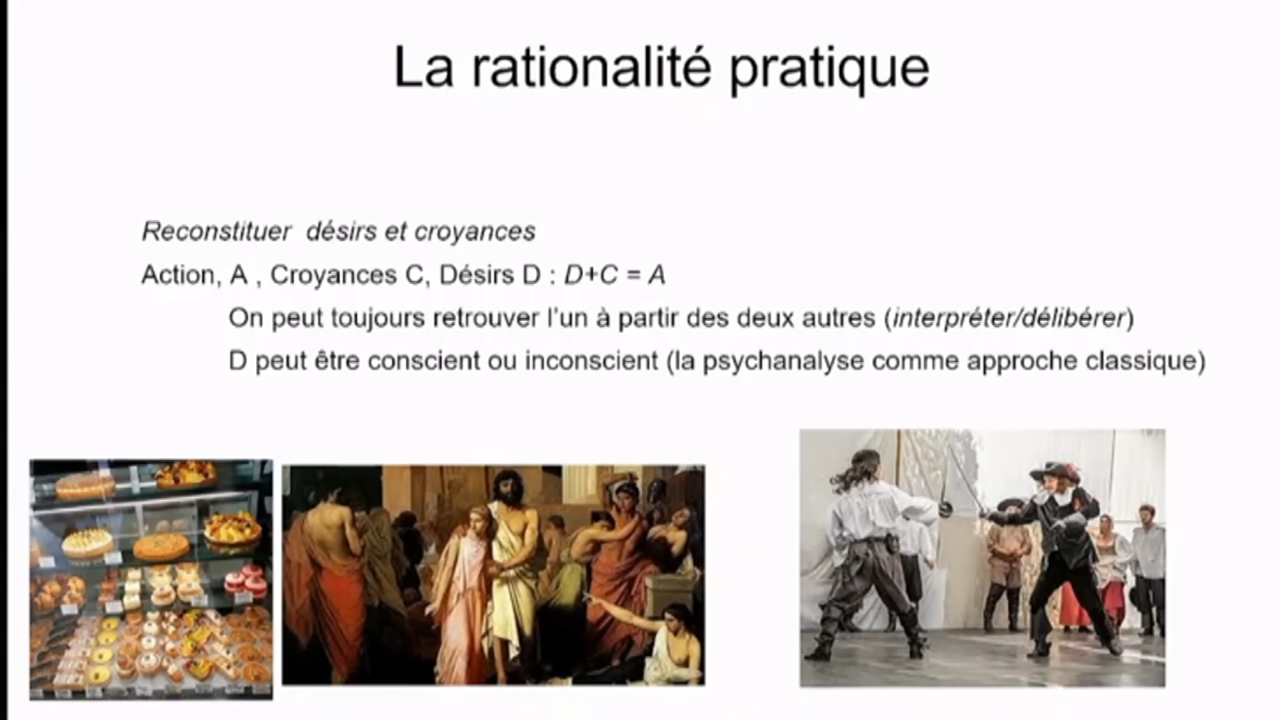 La rationalité pratique
Reconstituer désirs et croyances
Action, A , Croyances C, Désirs D : D+C = A
On peut toujours retrouver l'un à partir des deux autres (interpréter/délibérer)
D peut être conscient ou inconscient (la psychanalyse comme approche classique)